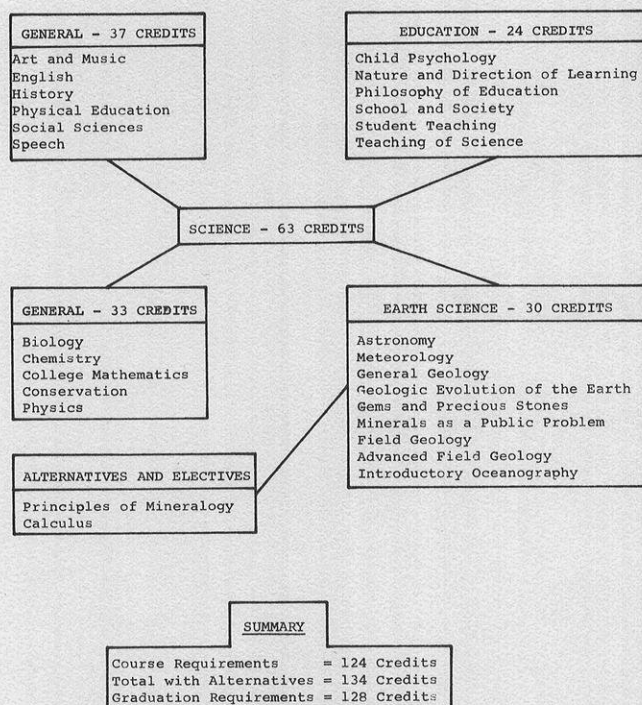 GENERAL - 37 CREDITS
Art and Music
English
History
Physical Education
Social Sciences
Speech
EDUCATION - 24 CREDITS
Child Psychology
Nature and Direction of Learning
Philosophy of Education
School and Society
Student Teaching
Teaching of Science
SCIENCE - 63 CREDITS
GENERAL - 33 CREDITS
Biology
Chemistry
College Mathematics
Conservation
Physics
EARTH SCIENCE - 30 CREDITS
Astronomy
Meteorology
General Geology
Geologic Evolution of the Earth
Gems and Precious Stones
Minerals as a Public Problem
Field Geology
Advanced Field Geology
Introductory Oceanography
ALTERNATIVES AND ELECTIVES
Principles of Mineralogy
Calculus
SUMMARY
Course Requirements = 124 Credits
Total with Alternatives = 134 Credits
Graduation Requirements = 128 Credits